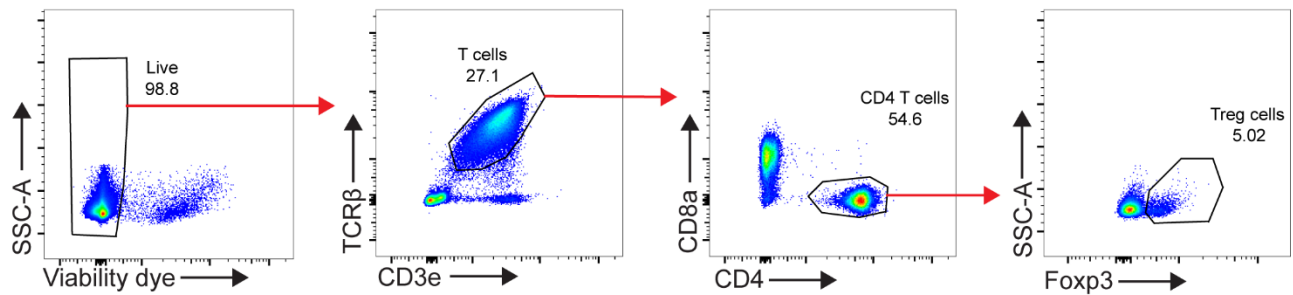 Live
98.8
SSC-A
Viability dye
T cells
27.1
TCRβ
CD3e
CD4 T cells
54.6
CD8a
CD4
Treg cells
5.02
SSC-A
Foxp3